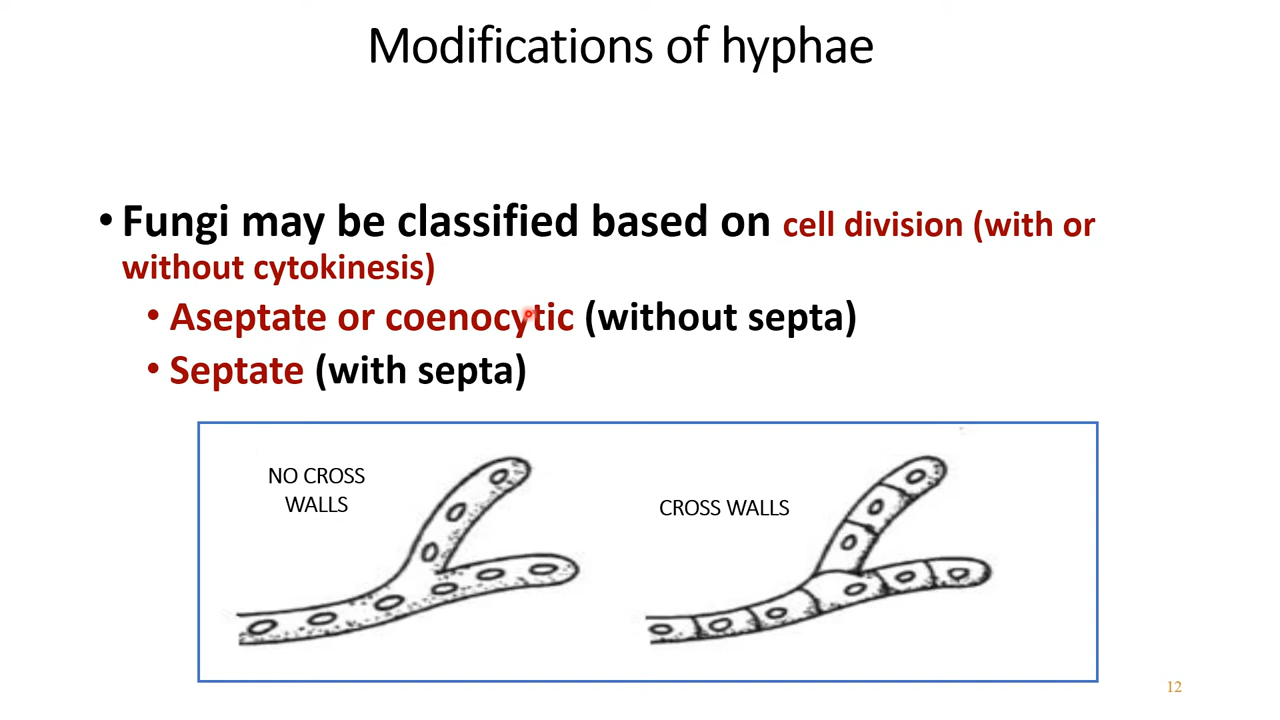 Modifications of hyphae
• Fungi may be classified based on cell division (with or
without cytokinesis)
• Aseptate or coenocytic (without septa)
• Septate (with septa)
NO CROSS
WALLS
CROSS WALLS
12